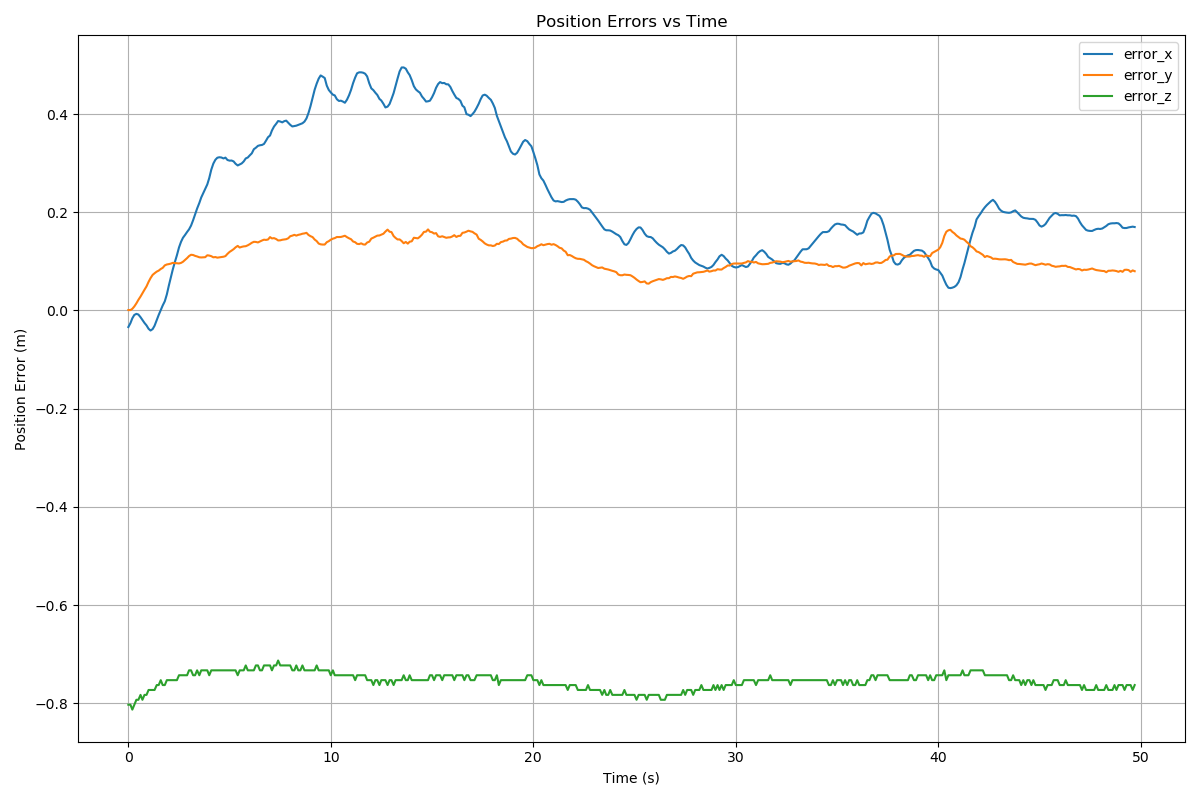 Position Errors vs Time
error_x
error_y
error_z
Position Error (m)
0.4
0.2
0.0
−0.2
−0.4
−0.6
−0.8
0 10 20 30 40 50
Time (s)